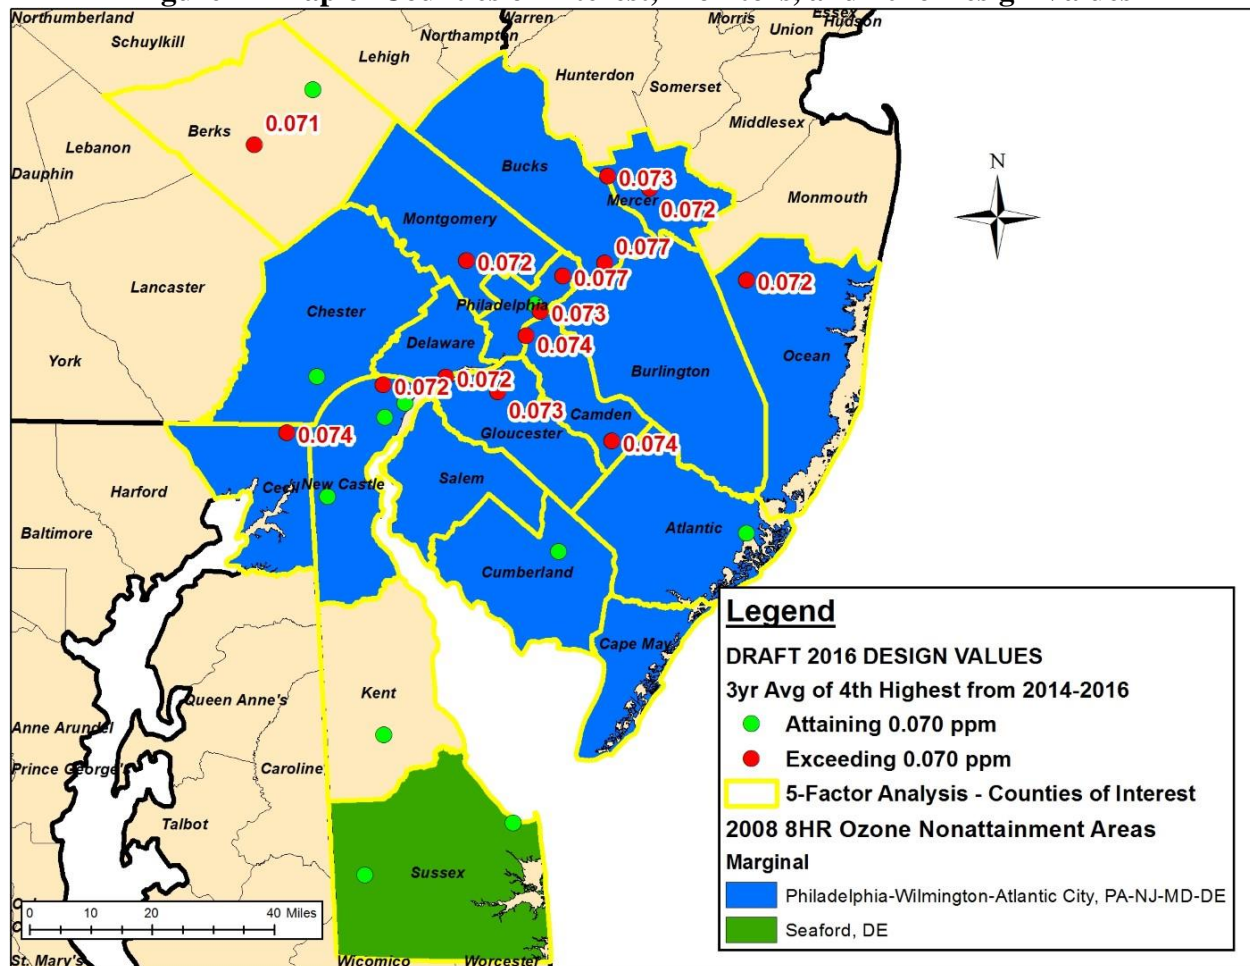 Northumberland
Warren
Morris
Essex
Hudson
Union
Schuylkill
Northampton
Lehigh
Hunterdon
Somerset
Middlesex
Berks
0.071
Lebanon
Dauphin
Bucks
0.073
Mercer
0.072
Monmouth
N
Montgomery
0.077
0.072
0.077
0.072
Lancaster
Chester
Philadelphia
0.073
Delaware
0.074
Ocean
York
Burlington
0.072
0.072
0.073
Camden
0.074
Gloucester
0.074
Cecil
New Castle
Salem
Harford
Baltimore
Atlantic
Cumberland
Cape May
Kent
Queen Anne's
Anne Arundel
Prince George's
Caroline
Talbot
Sussex
St. Mary's
Wicomico
Worcester
0 10 20 40 Miles
Legend
DRAFT 2016 DESIGN VALUES
3yr Avg of 4th Highest from 2014-2016
Attaining 0.070 ppm
Exceeding 0.070 ppm
5-Factor Analysis - Counties of Interest
2008 8HR Ozone Nonattainment Areas
Marginal
Philadelphia-Wilmington-Atlantic City, PA-NJ-MD-DE
Seaford, DE